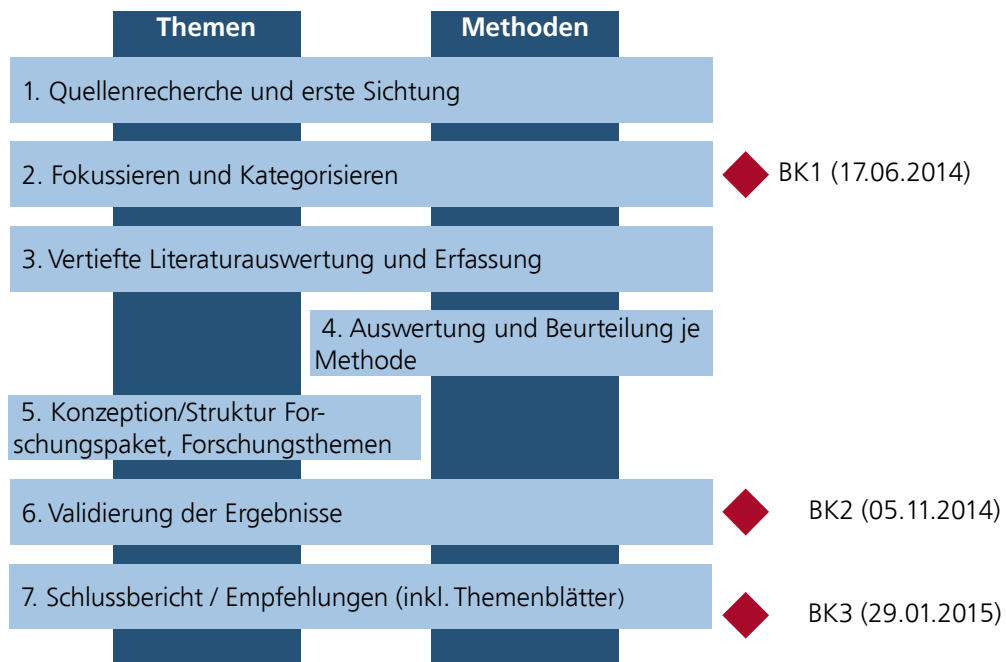 Themen
Methoden
1. Quellenrecherche und erste Sichtung
2. Fokussieren und Kategorisieren
BK1 (17.06.2014)
3. Vertiefte Literaturauswertung und Erfassung
4. Auswertung und Beurteilung je
Methode
5. Konzeption/Struktur For-
schungspaket, Forschungsthemen
6. Validierung der Ergebnisse
BK2 (05.11.2014)
7. Schlussbericht / Empfehlungen (inkl. Themenblätter)
BK3 (29.01.2015)